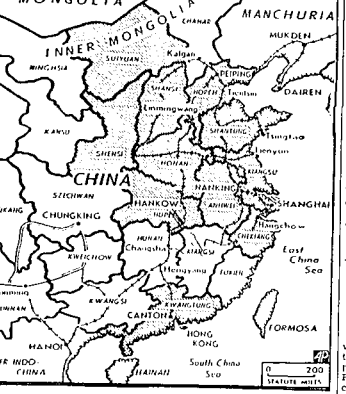 MONGOLIA
CHAHAR
MANCHURIA
MUKDEN
INNER MONGOLIA
SUIYUAN
Kalgan
NINGHSIA
SHANSI
HOPEH
PEIPING
Tientsin
DAIREN
KANSU
SHANTUNG
Tsingtao
SHENSI
HONAN
KIANGSU
CHINA
NANKING
ANHWEI
SHANGHAI
SZECHWAN
HANKOW
HUPEH
CHUNGKING
Hangchow
CHEKIANG
HUNAN
Changsha
KIANGSI
KWEICHOW
East
China
Sea
Hengyang
FUKIEN
KWANGSI
KWANGTUNG
CANTON
FORMOSA
HONG
KONG
HANOI
INDO-
CHINA
HAINAN
South China
Sea
AP
0 200
STATUTE MILES